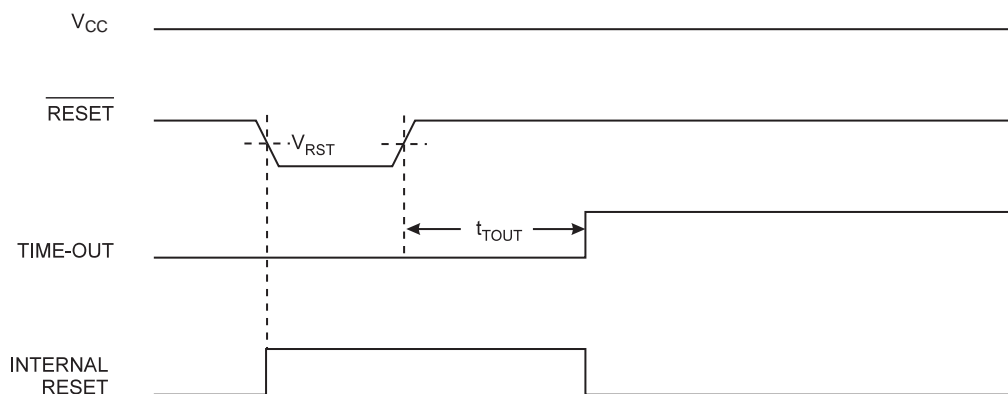 VCC
RESET
VRST
tTOUT
TIME-OUT
INTERNAL
RESET